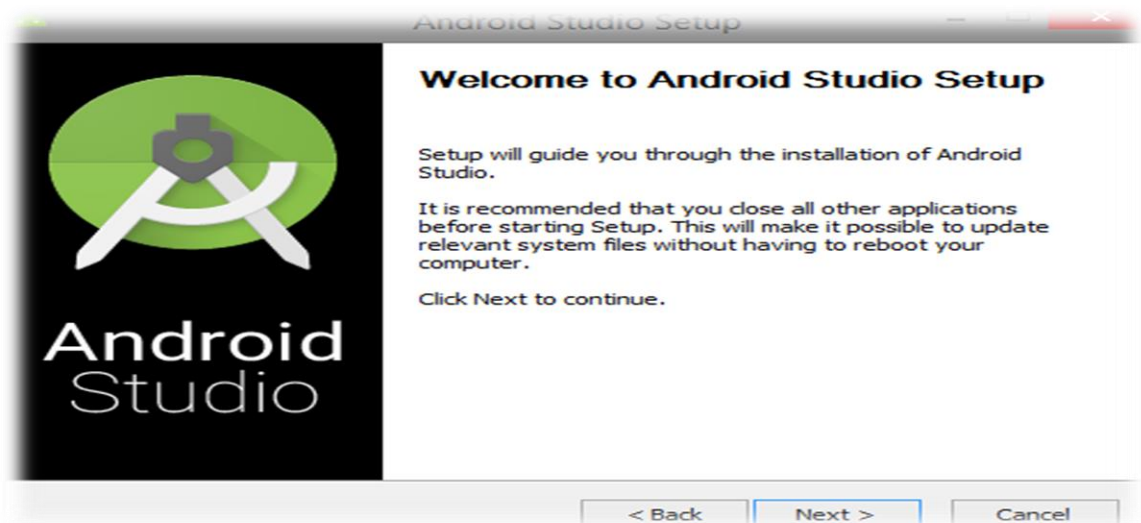 Android Studio Setup
Welcome to Android Studio Setup
Setup will guide you through the installation of Android
Studio.
It is recommended that you close all other applications
before starting Setup. This will make it possible to update
relevant system files without having to reboot your
computer.
Click Next to continue.
Android
Studio
< Back
Next >
Cancel